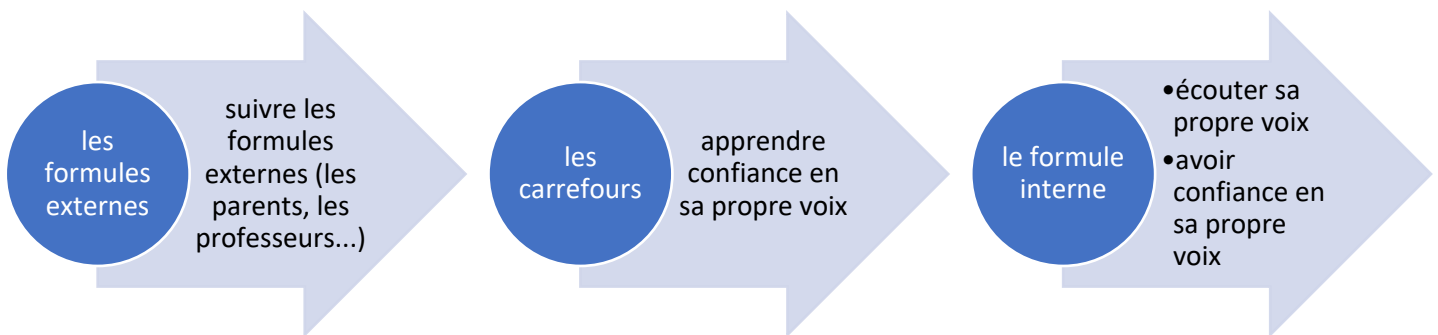 les
formules
externes
suivre les
formules
externes (les
parents, les
professeurs...)
les
carrefours
apprendre
confiance en
sa propre voix
le formule
interne
•écouter sa
propre voix
•avoir
confiance en
sa propre
voix